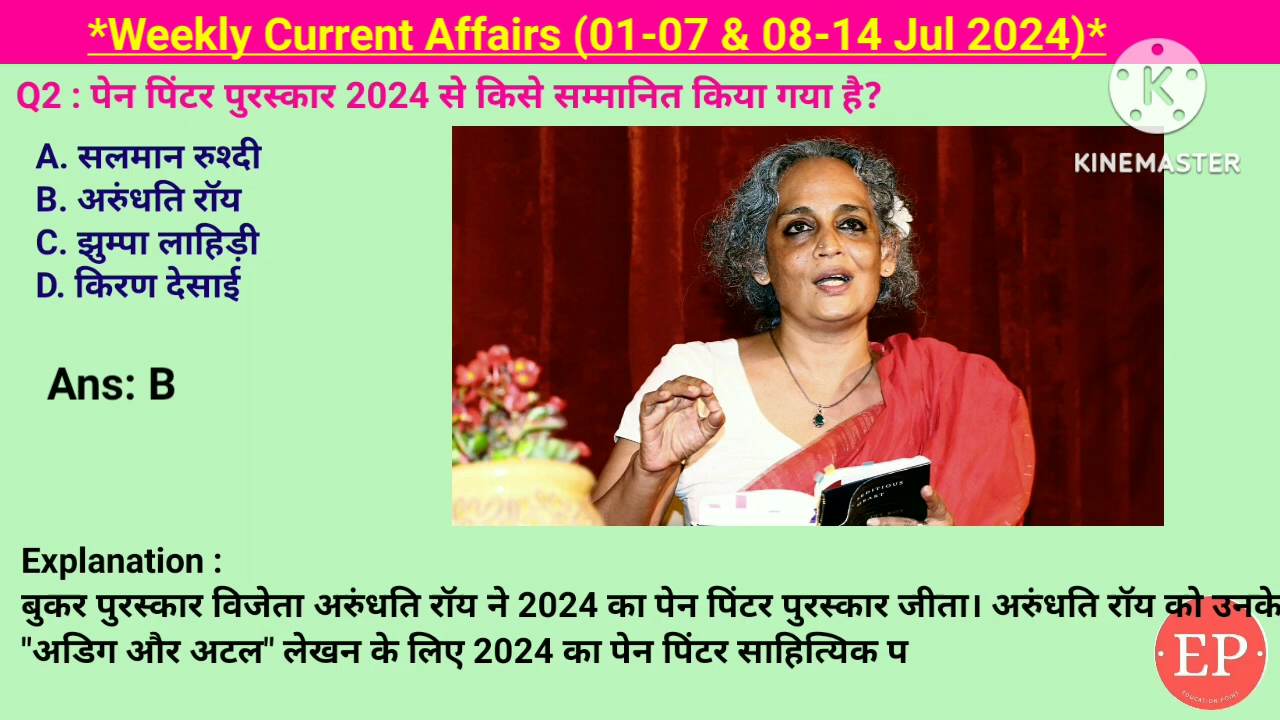 *Weekly Current Affairs (01-07 & 08-14 Jul 2024)*
Q2 : पेन पिंटर पुरस्कार 2024 से किसे सम्मानित किया गया है?
K
KINEMASTER
A. सलमान रुश्दी
B. अरुंधति रॉय
C. झुम्पा लाहिड़ी
D. किरण देसाई
Ans: B
Explanation :
बुकर पुरस्कार विजेता अरुंधति रॉय ने 2024 का पेन पिंटर पुरस्कार जीता। अरुंधति रॉय को उनके
"अडिग और अटल" लेखन के लिए 2024 का पेन पिंटर साहित्यिक प
EP
EDUCATION POINT